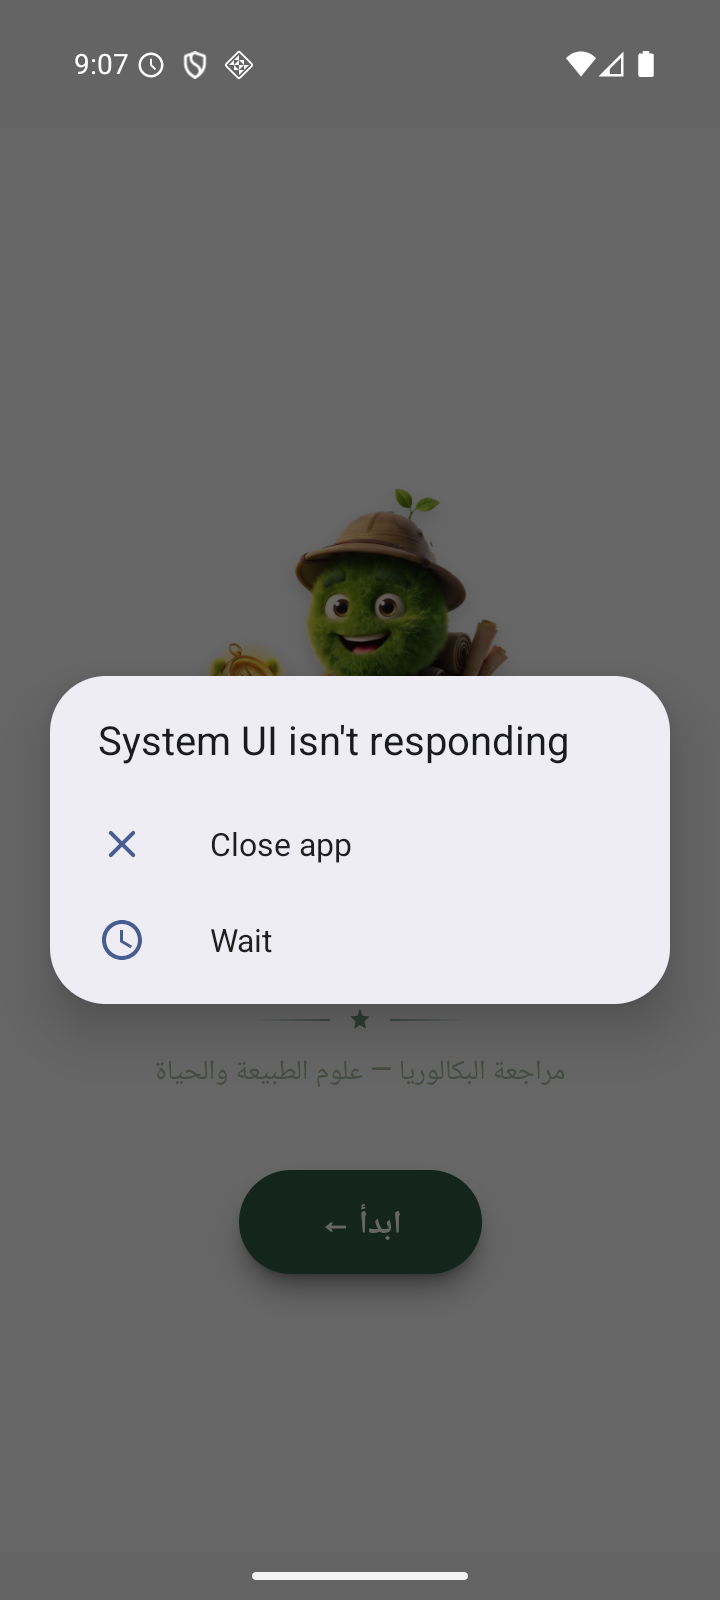 9:07
System UI isn't responding
Close app
Wait
مراجعة البكالوريا — علوم الطبيعة والحياة
ابدأ ←